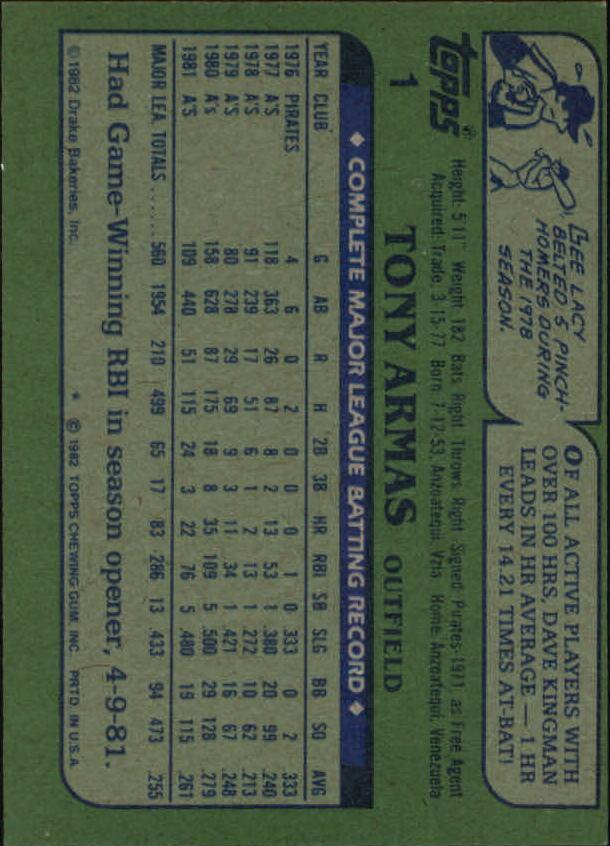 LEE LACY
BELTED 5 PINCH-
HOMERS DURING
THE 1978
SEASON.
OF ALL ACTIVE PLAYERS WITH
OVER 100 HRS, DAVE KINGMAN
LEADS IN HR AVERAGE — 1 HR
EVERY 14.21 TIMES AT-BAT!
topps®
1
Height: 5'11" Weight: 182 Bats: Right Throws: Right Signed: Pirates-1971 as Free Agent
Acquired: Trade, 3-15-77 Born: 7-12-53, Anzoategui, Vzla Home: Anzoategui, Venezuela
TONY ARMAS OUTFIELD
◆ COMPLETE MAJOR LEAGUE BATTING RECORD ◆
YEAR CLUB G AB R H 2B 3B HR RBI SB SLG BB SO AVG
1976 PIRATES 4 6 0 2 0 0 0 1 0 .333 0 2 .333
1977 A'S 118 363 26 87 8 2 13 53 1 .380 20 99 .240
1978 A'S 91 239 17 51 6 1 2 13 1 .272 10 62 .213
1979 A'S 80 278 29 69 9 3 11 34 1 .421 16 67 .248
1980 A's 158 628 87 175 18 8 35 109 5 .500 29 128 .279
1981 A'S 109 440 51 115 24 3 22 76 5 .480 19 115 .261
MAJOR LEA. TOTALS ...... 560 1954 210 499 65 17 83 286 13 .433 94 473 .255
Had Game-Winning RBI in season opener, 4-9-81.
© 1982 Drake Bakeries, Inc. * © 1982 TOPPS CHEWING GUM, INC. PRTD. IN U.S.A.